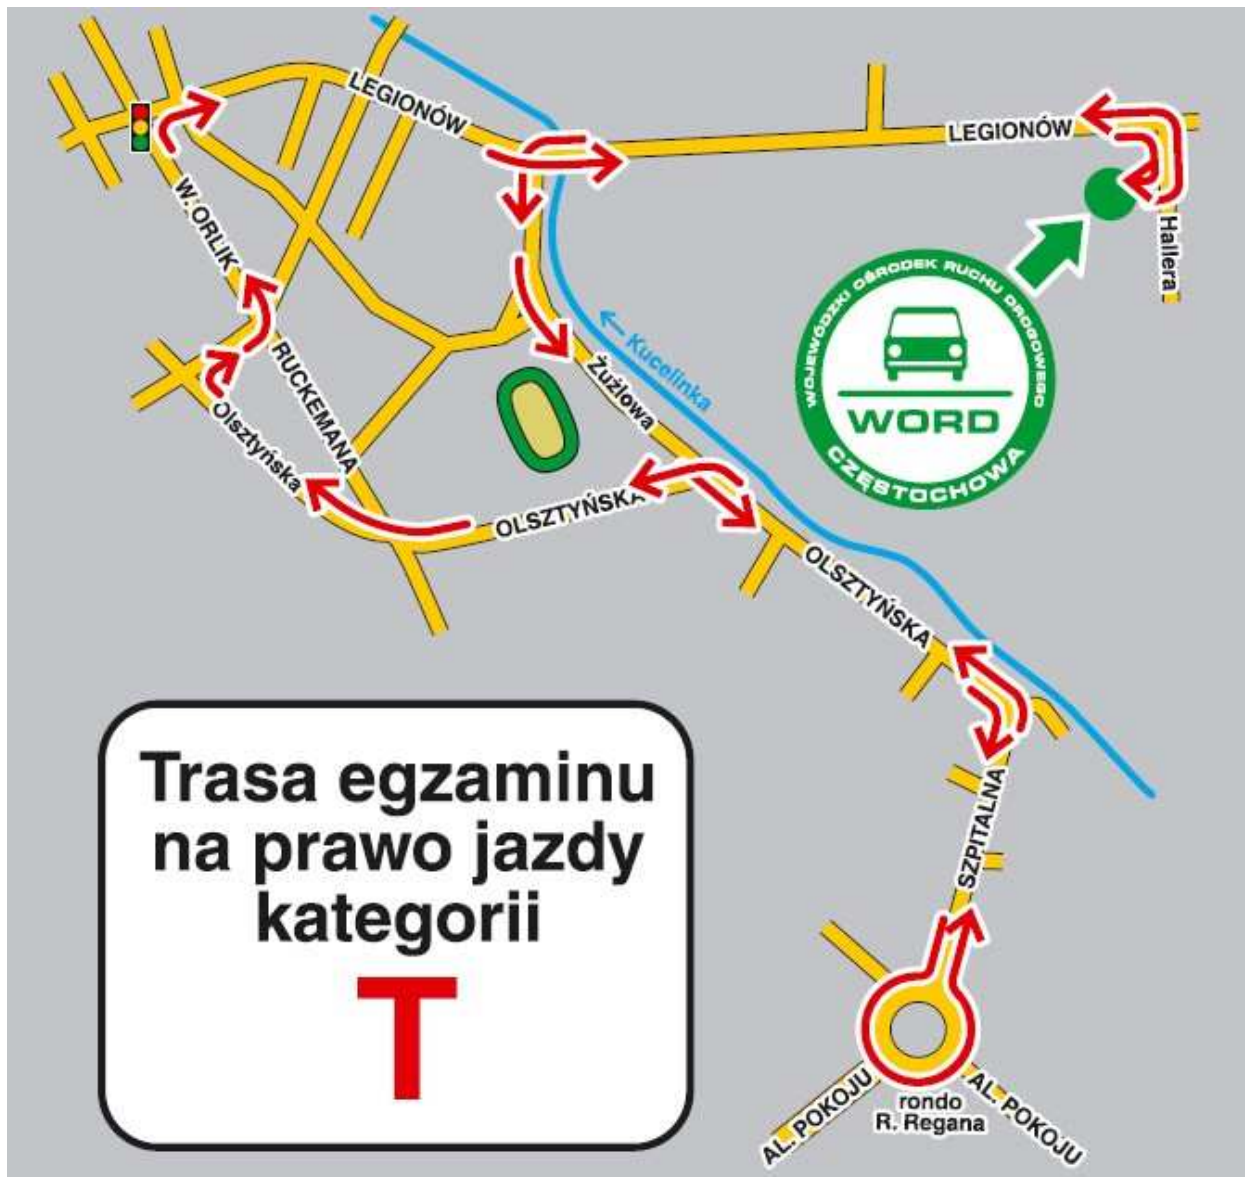 LEGIONÓW
LEGIONÓW
W. ORLIK
Hallera
WOJEWÓDZKI OŚRODEK RUCHU DROGOWEGO
WORD
CZĘSTOCHOWA
← Kucelinka
RUCKEMANA
Żużlowa
Olsztyńska
OLSZTYŃSKA
OLSZTYŃSKA
Trasa egzaminu
na prawo jazdy
kategorii
T
SZPITALNA
AL. POKOJU
rondo
R. Regana
AL. POKOJU